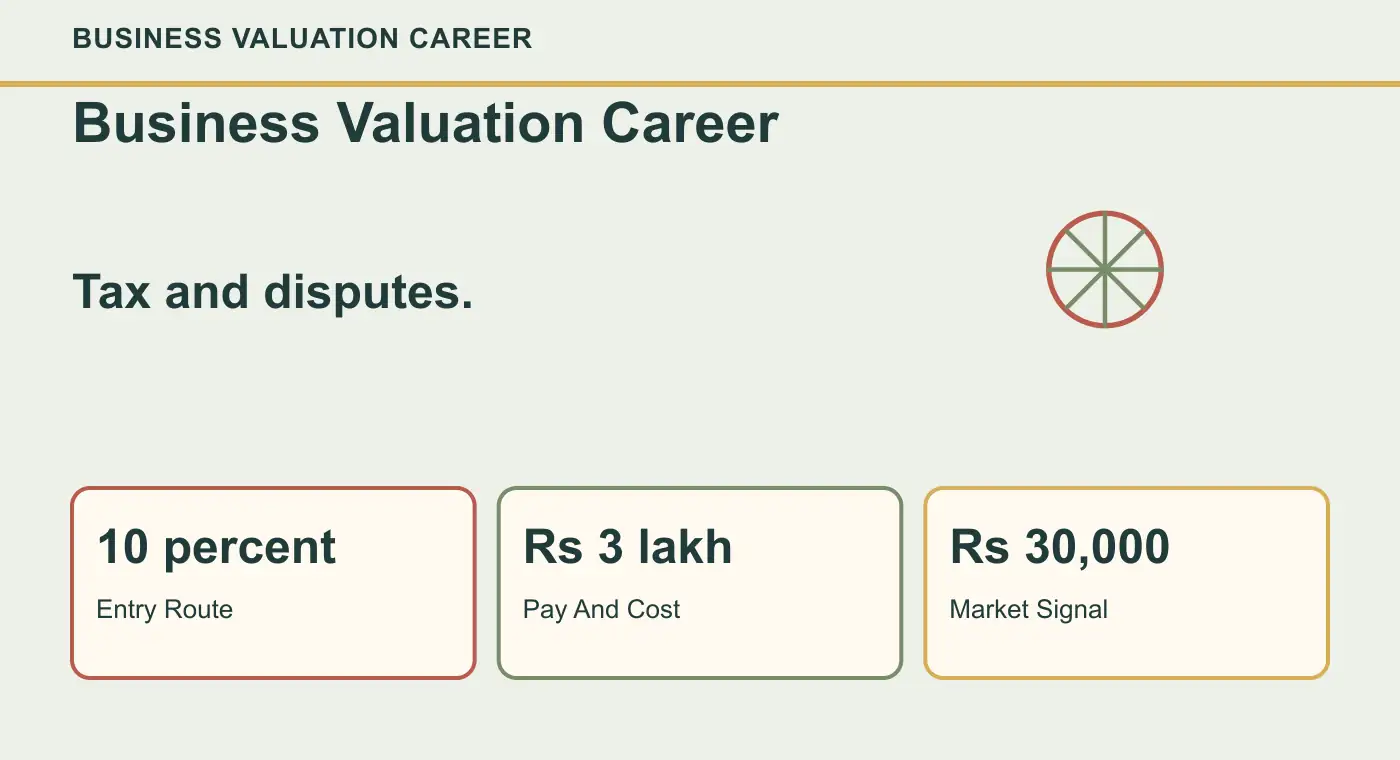 BUSINESS VALUATION CAREER
Business Valuation Career
Tax and disputes.
10 percent
Entry Route
Rs 3 lakh
Pay And Cost
Rs 30,000
Market Signal